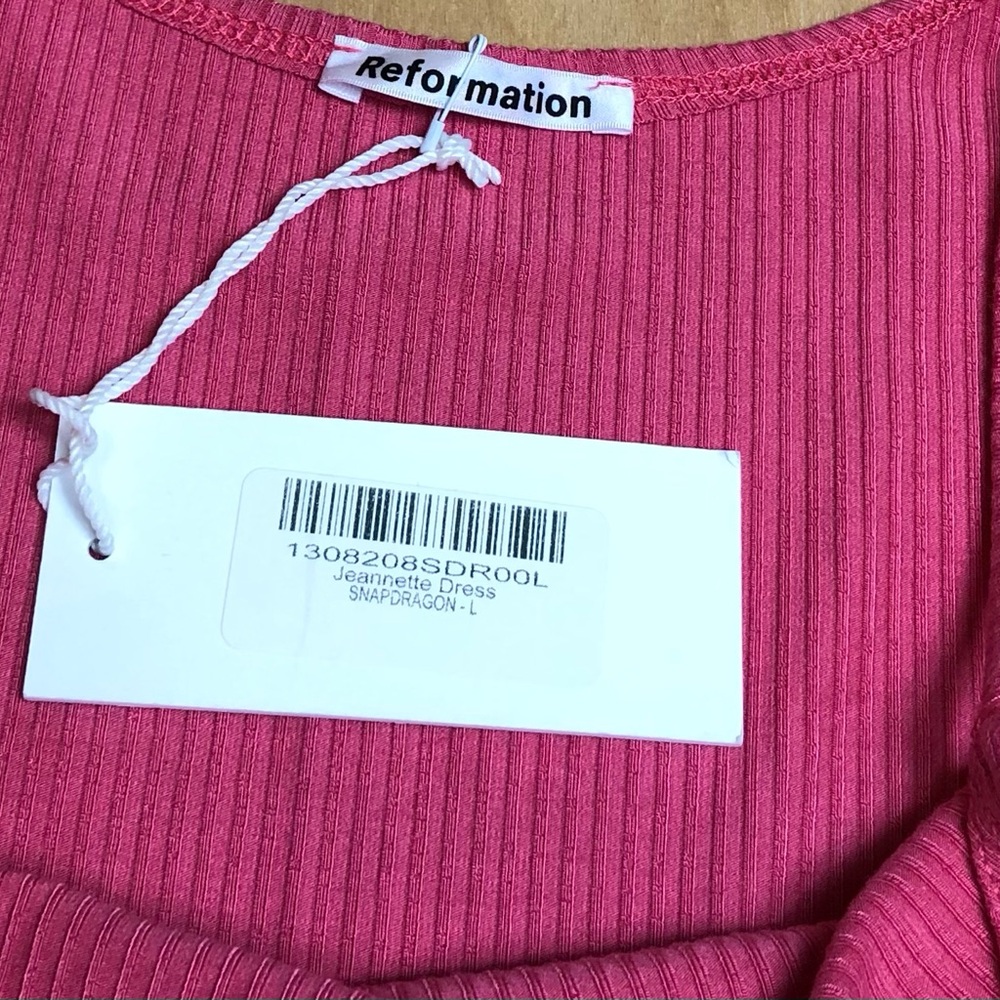 Reformation
1308208SDR00L
Jeannette Dress
SNAPDRAGON - L